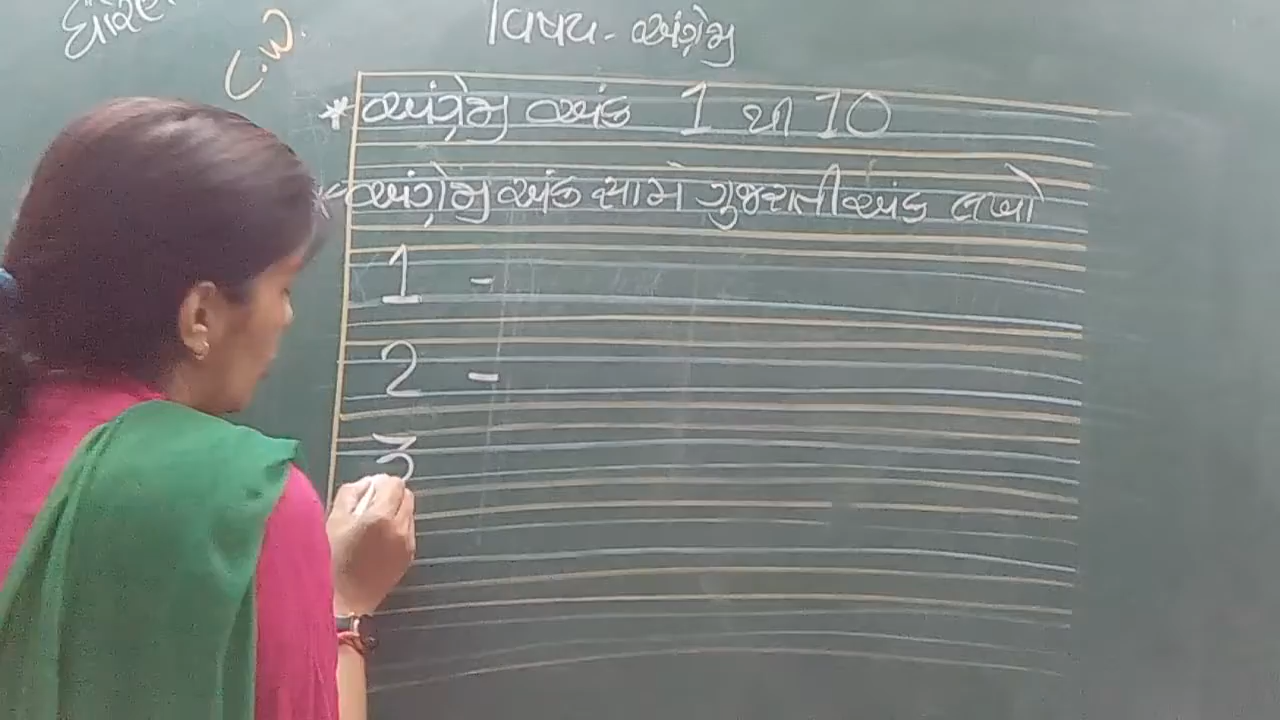 વિષય - અંગ્રેજી
C.W.
* અંગ્રેજી અંક 1 થી 10
* અંગ્રેજી અંક સામે ગુજરાતી અંક લખો
1 -
2 -
3